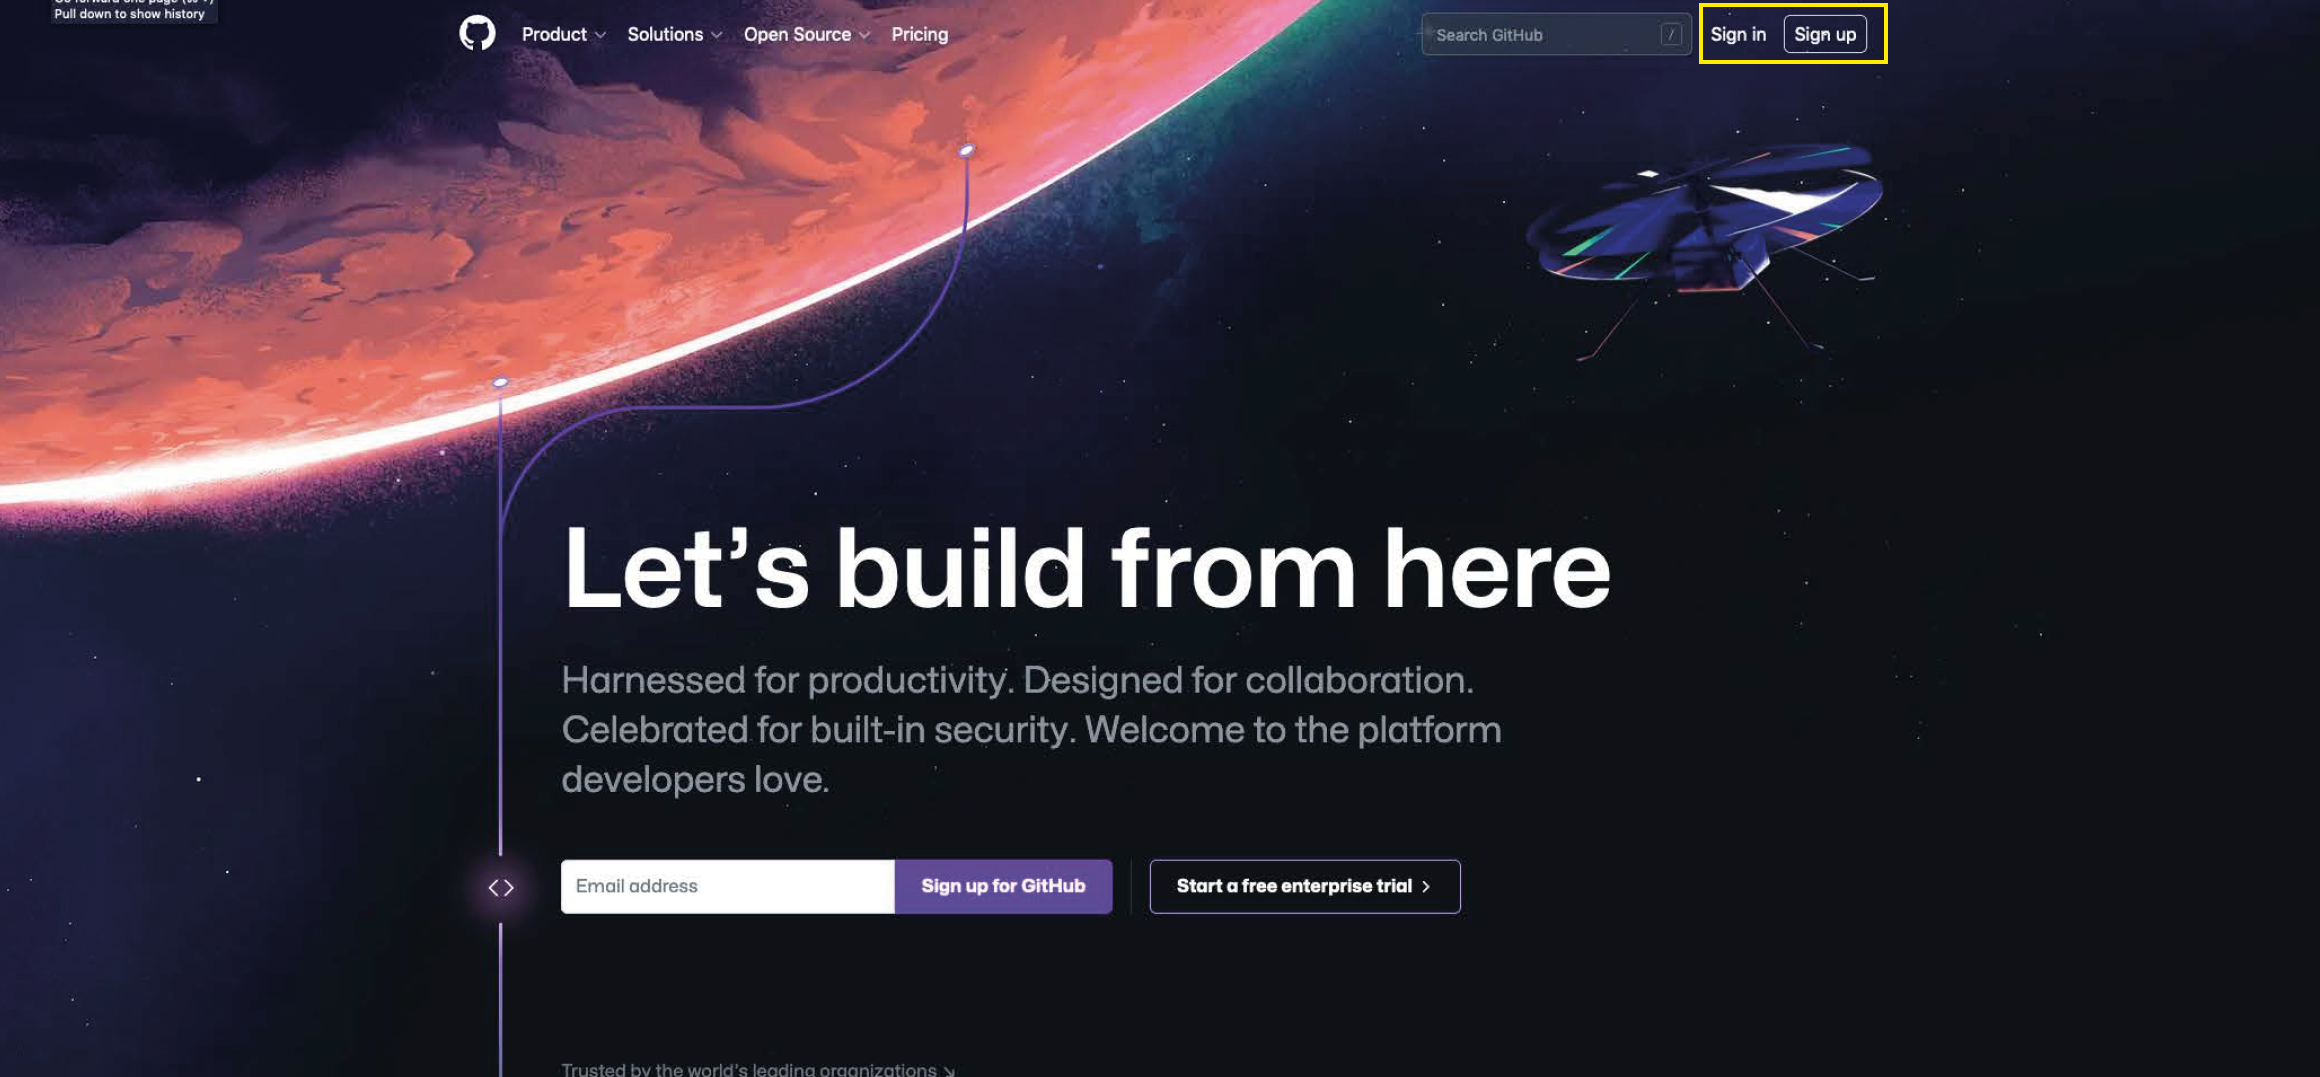 Pull down to show history
Product
Solutions
Open Source
Pricing
Search GitHub
/
Sign in
Sign up
Let’s build from here
Harnessed for productivity. Designed for collaboration.
Celebrated for built-in security. Welcome to the platform
developers love.
Email address
Sign up for GitHub
Start a free enterprise trial
Trusted by the world's leading organizations